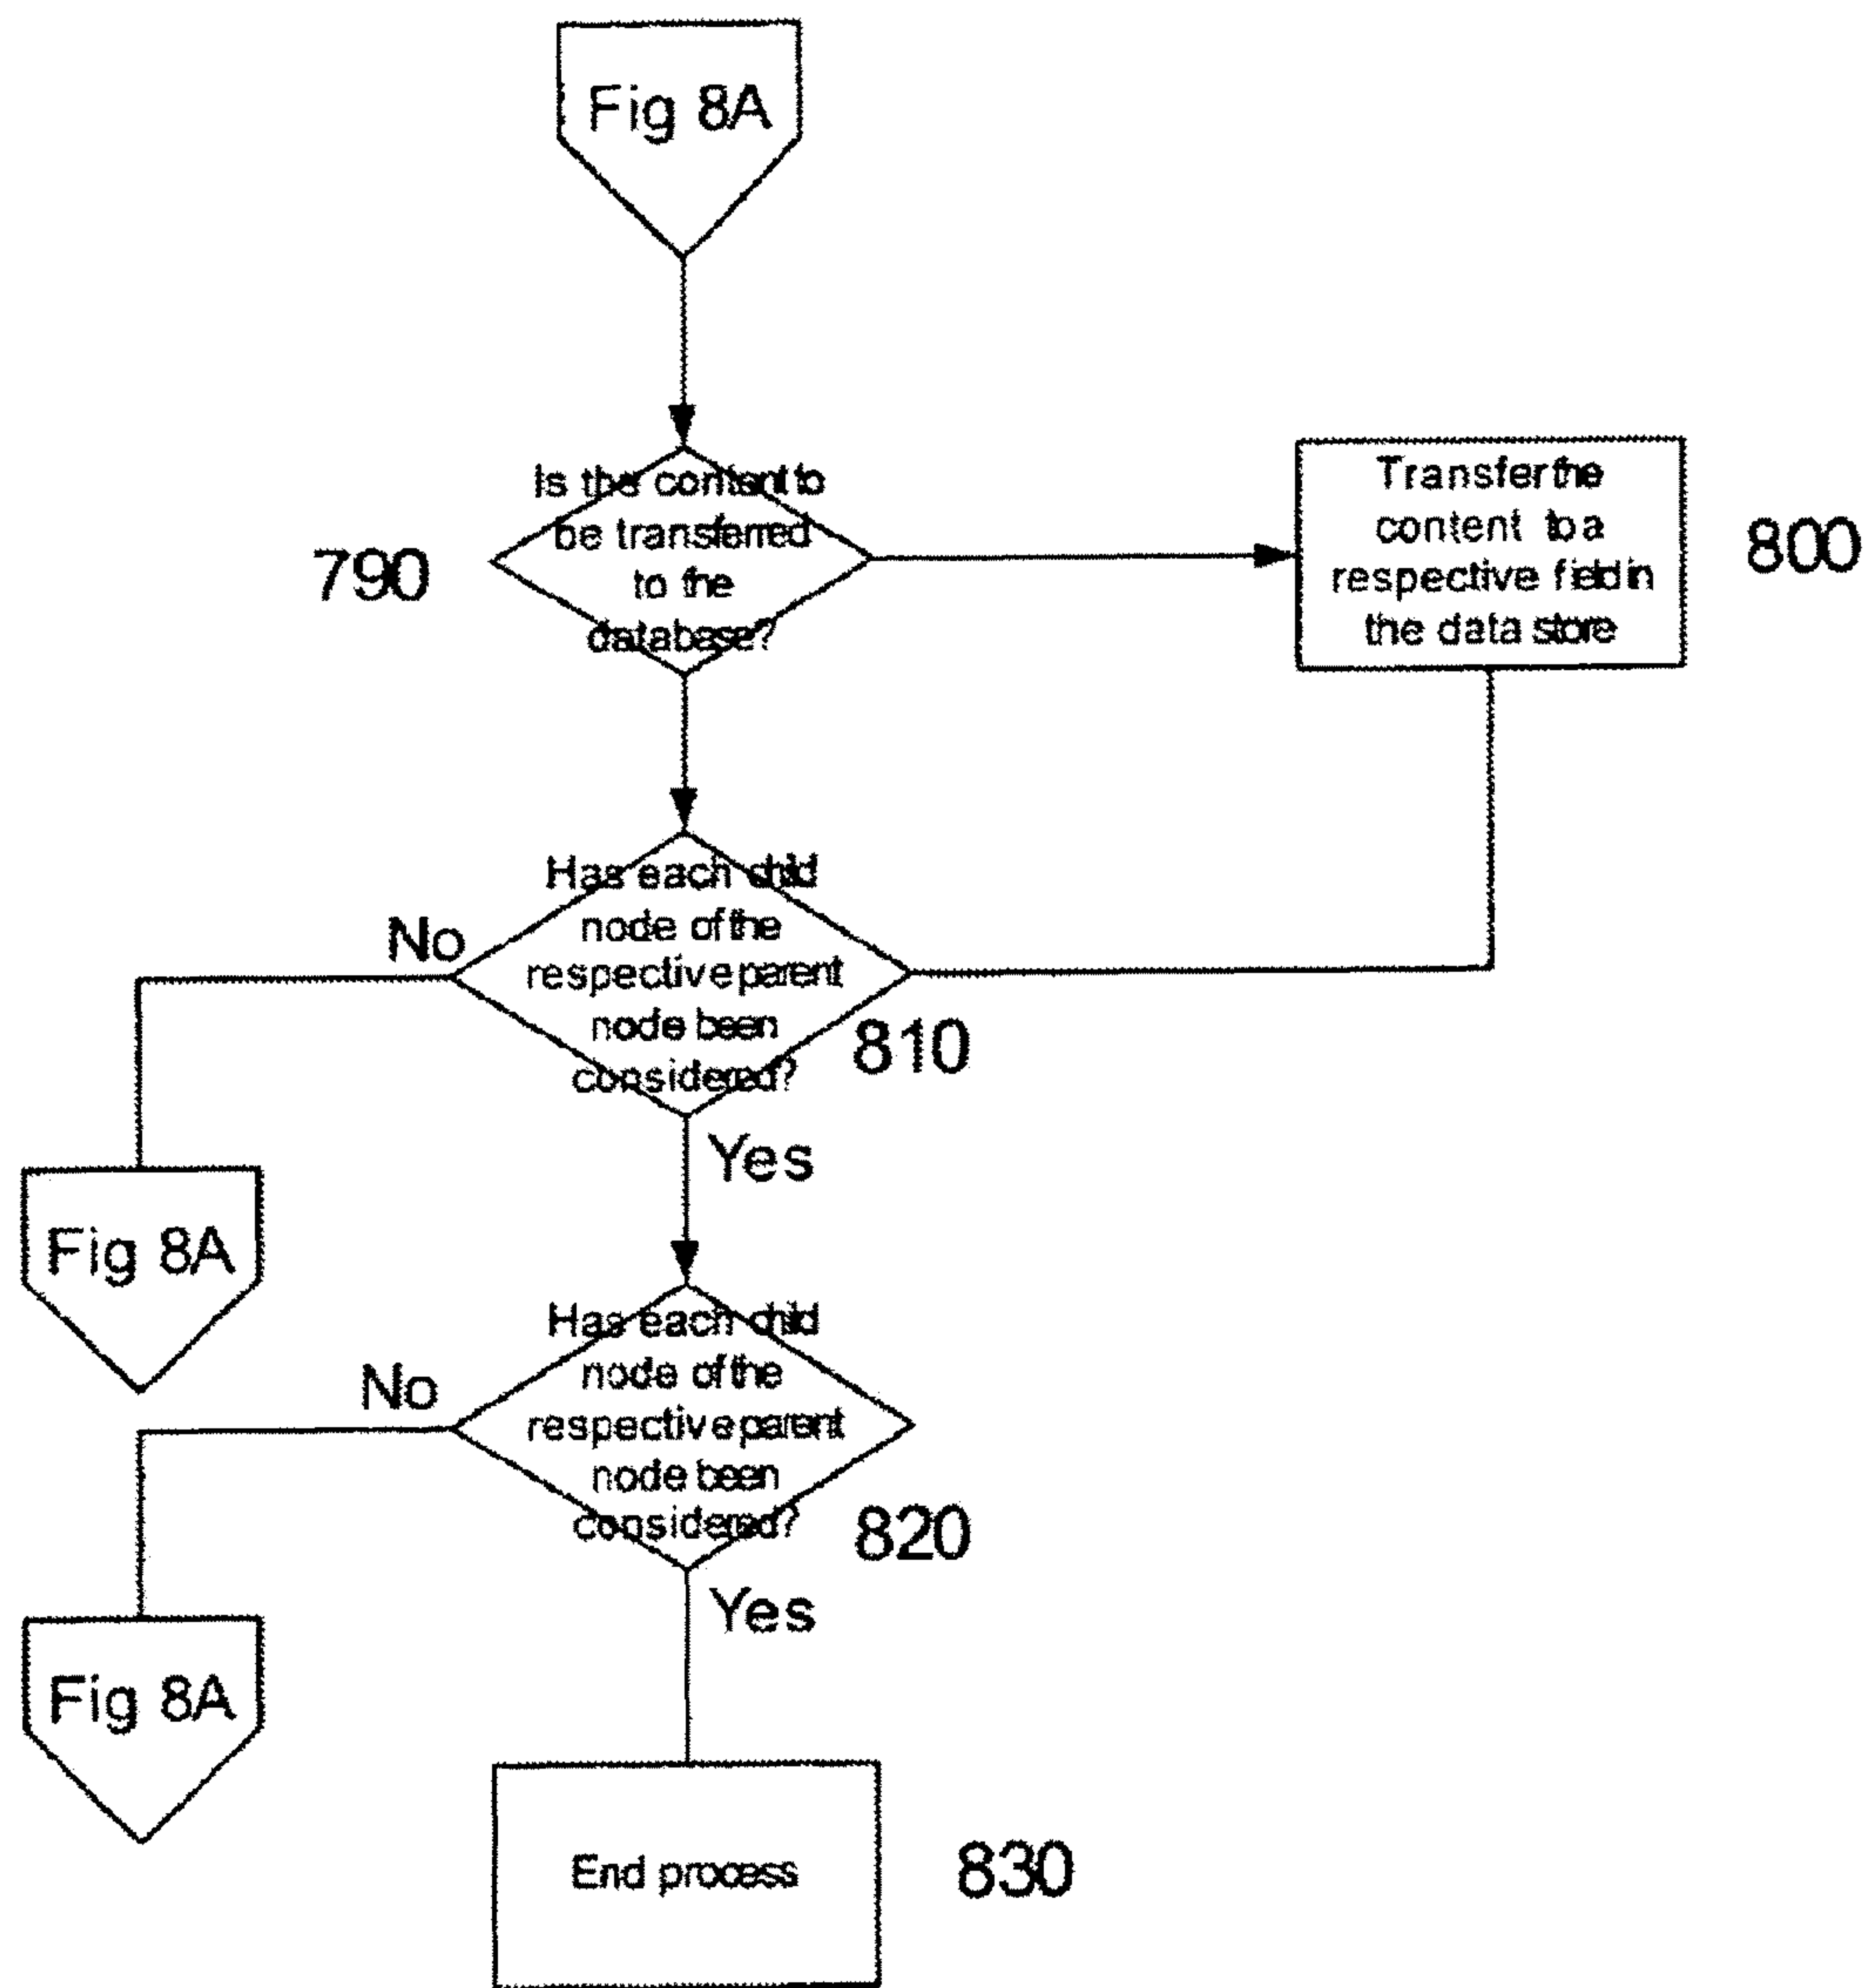 Fig 8A
Is the content to
be transferred
to the
database?
790
Transfer the
content to a
respective field in
the data store
800
Has each child
node of the
respective parent
node been
considered?
810
No
Yes
Fig 8A
Has each child
node of the
respective parent
node been
considered?
820
No
Yes
Fig 8A
End process
830